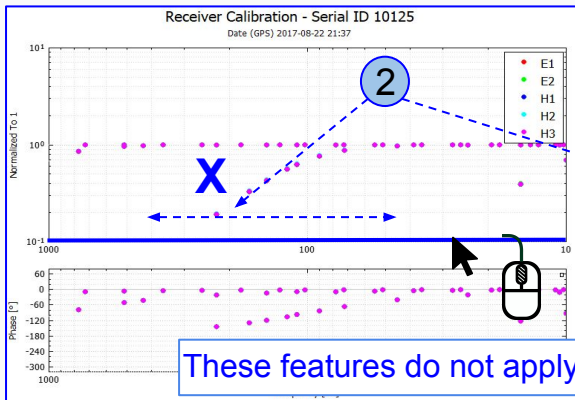 Receiver Calibration - Serial ID 10125
Date (GPS) 2017-08-22 21:37
Normalized To 1
10¹
10⁰
10⁻¹
1000
100
10
E1
E2
H1
H2
H3
2
X
Phase [°]
60
0
-60
-120
-180
-240
-300
1000
These features do not apply